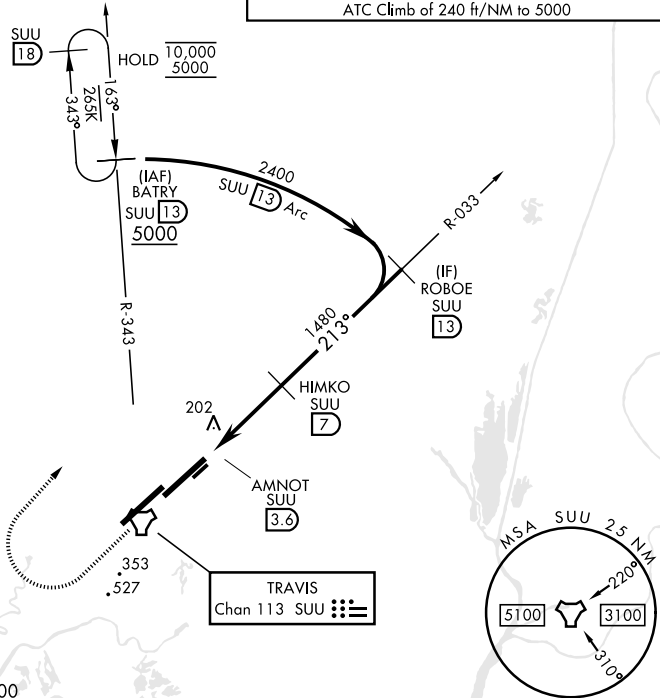 ATC Climb of 240 ft/NM to 5000
SUU
18
HOLD
10,000
5000
343°
265K
163°
(IAF)
BATRY
SUU 13
5000
2400
SUU 13 Arc
R-033
(IF)
ROBOE
SUU
13
R-343
1480
213°
HIMKO
SUU
7
202
AMNOT
SUU
3.6
353
527
TRAVIS
Chan 113 SUU
MSA SUU 25 NM
220°
5100
3100
310°
00